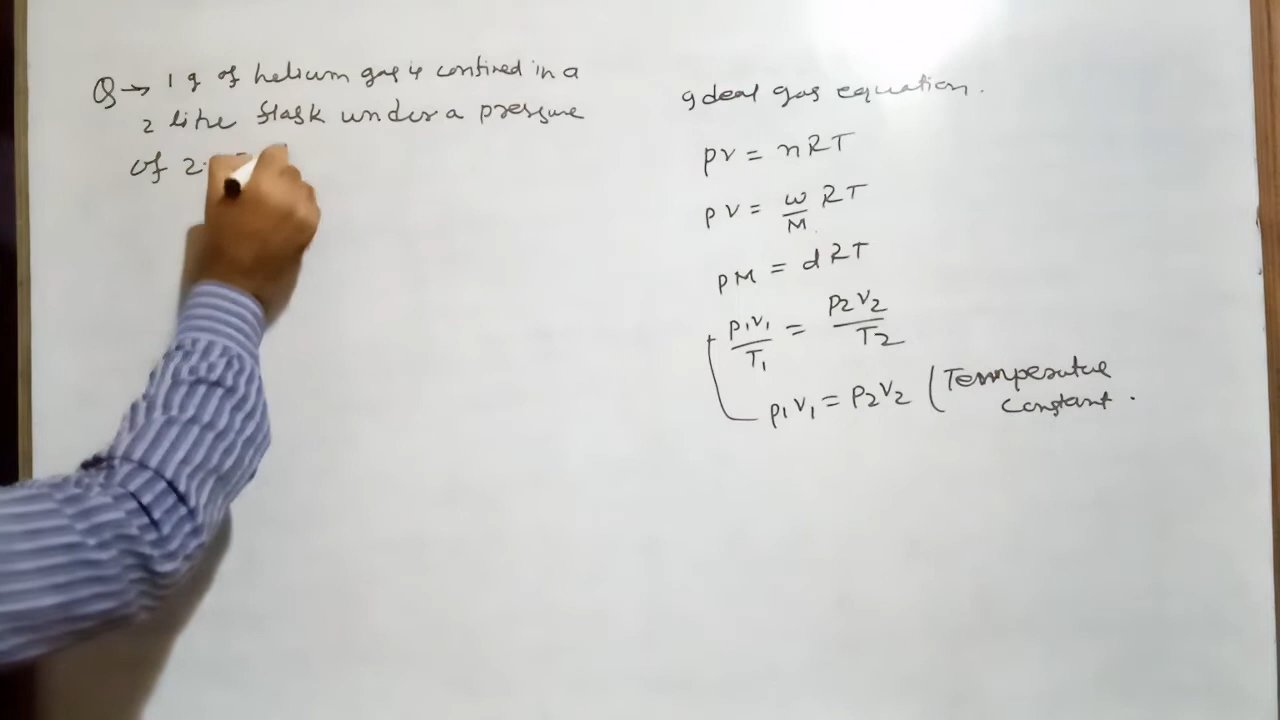 Q → 1 g of helium gas is confined in a
2 litre flask under a pressure
of 2.
Ideal gas equation.
PV = nRT
PV = w/M RT
PM = dRT
P1V1/T1 = P2V2/T2
P1V1 = P2V2 (Temperature
constant.